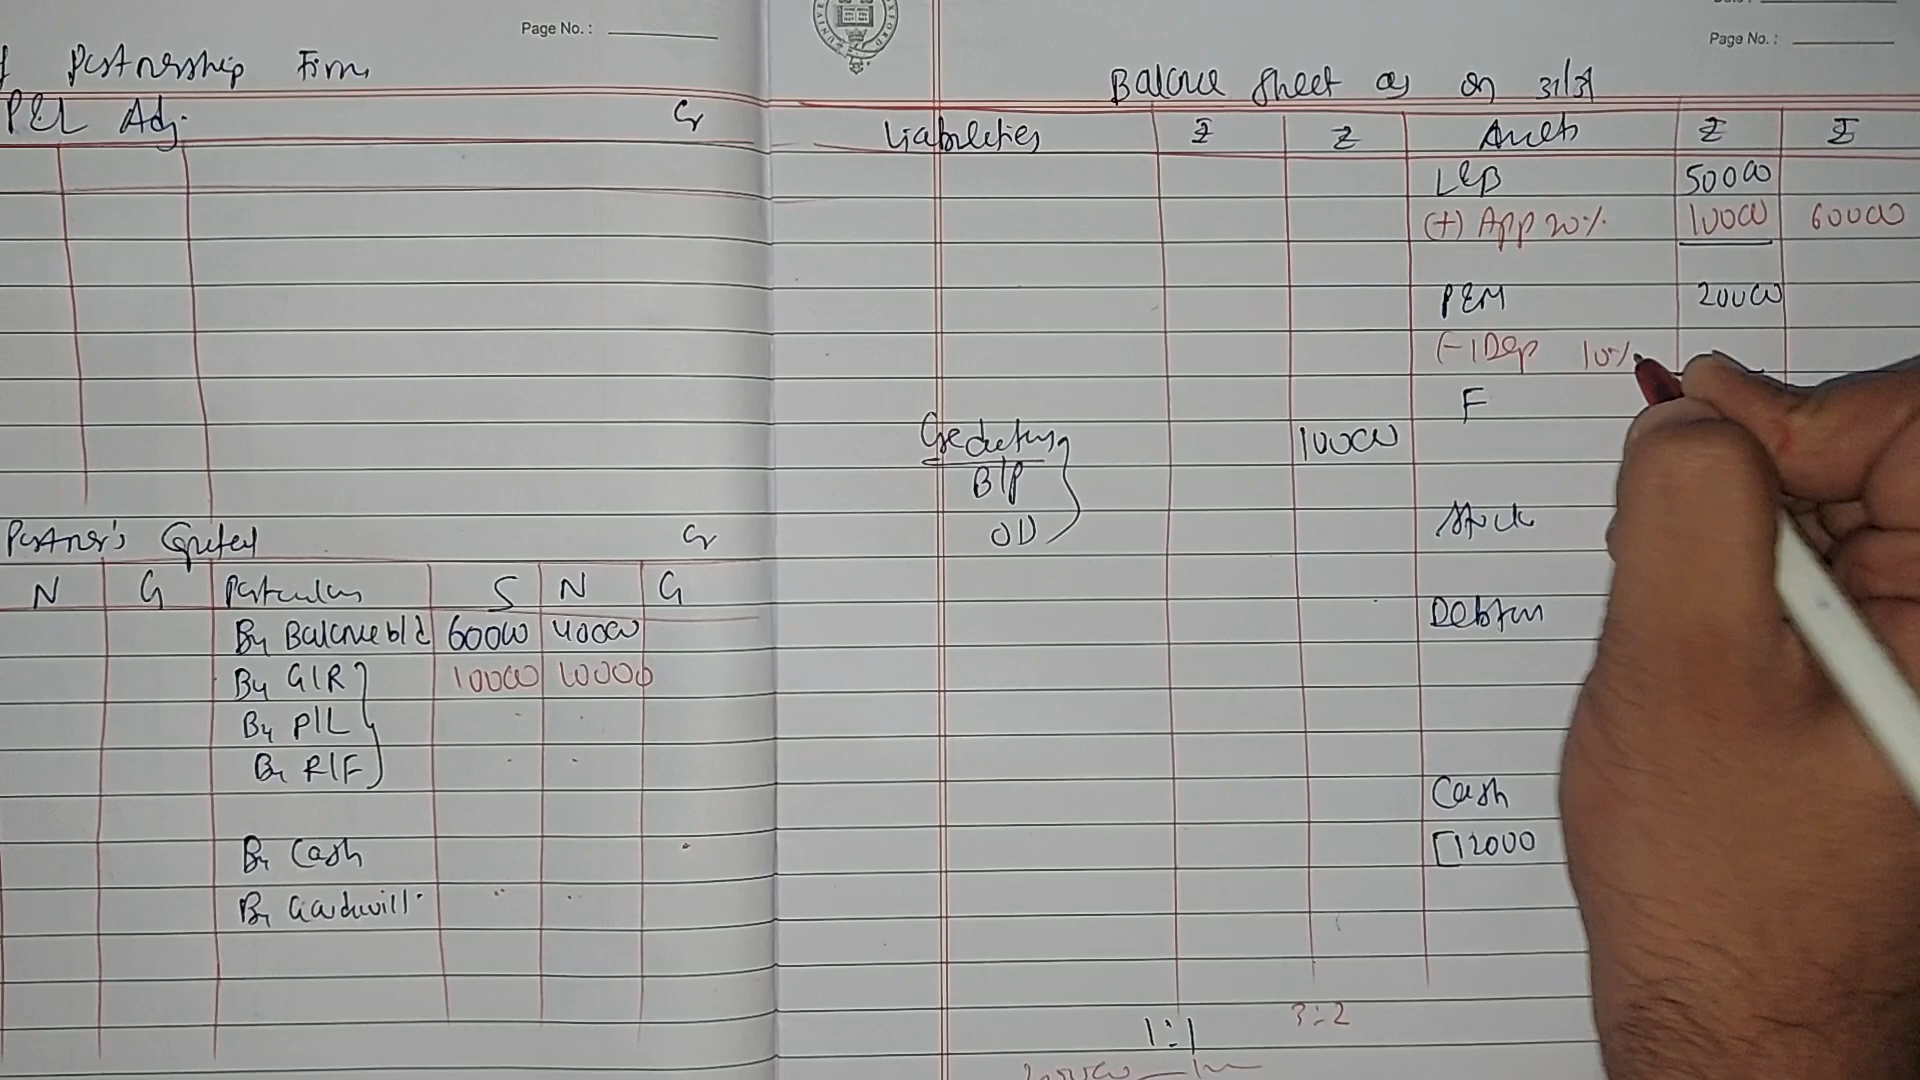 Page No. :
Partnership Firm
P&L Adj.
Cr
Partner's Capital
Cr
N G Particulars S N G
By Balance b/d 60000 40000
By G/R 10000 10000
By P/L
By R/F
By Cash
By Goodwill
UNIVE OXFORD
Page No. :
Balance sheet as on 31/3
Liabilities ₹ ₹ Assets ₹ ₹
L&B 50000
(+) App 20% 10000 60000
P&M 20000
(-) Dep 10%
F
Creditors 10000
B/P
Stock
OD
Debtors
Cash
[12000
1:1
3:2